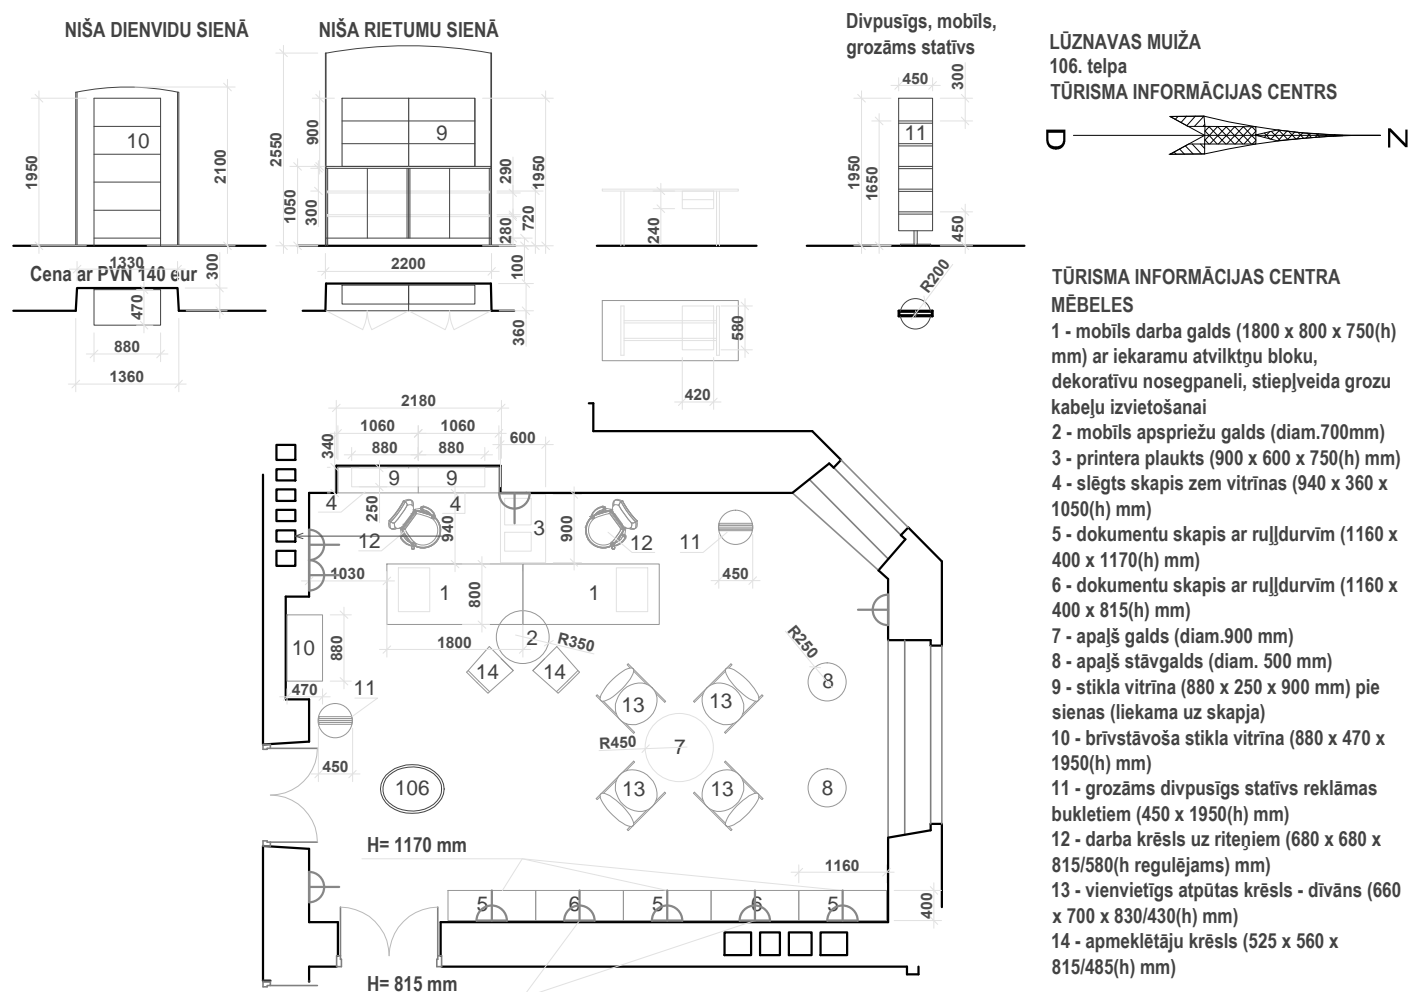 NIŠA DIENVIDU SIENĀ
NIŠA RIETUMU SIENĀ
Divpusīgs, mobīls,
grozāms statīvs
LŪZNAVAS MUIŽA
106. telpa
TŪRISMA INFORMĀCIJAS CENTRS
D
Z
10
1950
2100
9
2550
900
1050
300
290
280
720
1950
240
450
300
11
1950
1650
450
Cena ar PVN 140 eur
1330
300
470
880
1360
2200
100
360
580
420
R200
TŪRISMA INFORMĀCIJAS CENTRA
MĒBELES
1 - mobīls darba galds (1800 x 800 x 750(h)
mm) ar iekaramu atvilktņu bloku,
dekoratīvu nosegpaneli, stiepļveida grozu
kabeļu izvietošanai
2 - mobīls apspriežu galds (diam.700mm)
3 - printera plaukts (900 x 600 x 750(h) mm)
4 - slēgts skapis zem vitrīnas (940 x 360 x
1050(h) mm)
5 - dokumentu skapis ar ruļļdurvīm (1160 x
400 x 1170(h) mm)
6 - dokumentu skapis ar ruļļdurvīm (1160 x
400 x 815(h) mm)
7 - apaļš galds (diam.900 mm)
8 - apaļš stāvgalds (diam. 500 mm)
9 - stikla vitrīna (880 x 250 x 900 mm) pie
sienas (liekama uz skapja)
10 - brīvstāvoša stikla vitrīna (880 x 470 x
1950(h) mm)
11 - grozāms divpusīgs statīvs reklāmas
bukletiem (450 x 1950(h) mm)
12 - darba krēsls uz riteņiem (680 x 680 x
815/580(h regulējams) mm)
13 - vienvietīgs atpūtas krēsls - dīvāns (660
x 700 x 830/430(h) mm)
14 - apmeklētāju krēsls (525 x 560 x
815/485(h) mm)
2180
1060 1060
880 880
600
340
9 9
4 250 4
940
3
900
12
12
11
450
1030
1
800
1
10
880
470
1800
2
R350
14 14
11
450
R250
8
13 13
R450
7
13 13
8
106
H= 1170 mm
1160
5 6 5 6 5
400
H= 815 mm